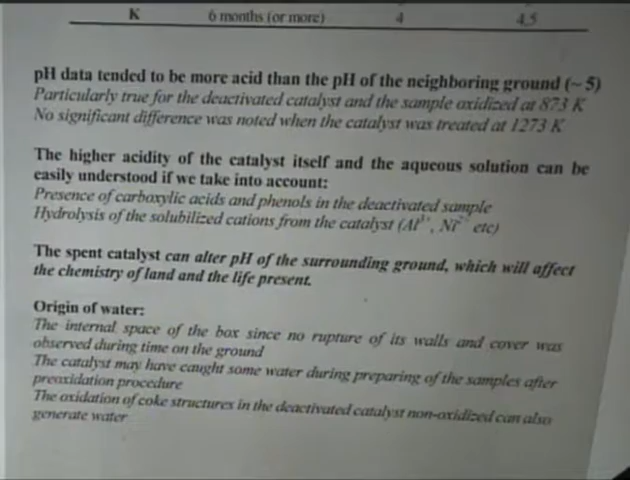 K 6 months (or more) 4 4.5
pH data tended to be more acid than the pH of the neighboring ground (~ 5)
Particularly true for the deactivated catalyst and the sample oxidized at 873 K
No significant difference was noted when the catalyst was treated at 1273 K
The higher acidity of the catalyst itself and the aqueous solution can be
easily understood if we take into account:
Presence of carboxylic acids and phenols in the deactivated sample
Hydrolysis of the solubilized cations from the catalyst (Al³⁺, Ni²⁺ etc)
The spent catalyst can alter pH of the surrounding ground, which will affect
the chemistry of land and the life present.
Origin of water:
The internal space of the box since no rupture of its walls and cover was
observed during time on the ground
The catalyst may have caught some water during preparing of the samples after
preoxidation procedure
The oxidation of coke structures in the deactivated catalyst non-oxidized can also
generate water